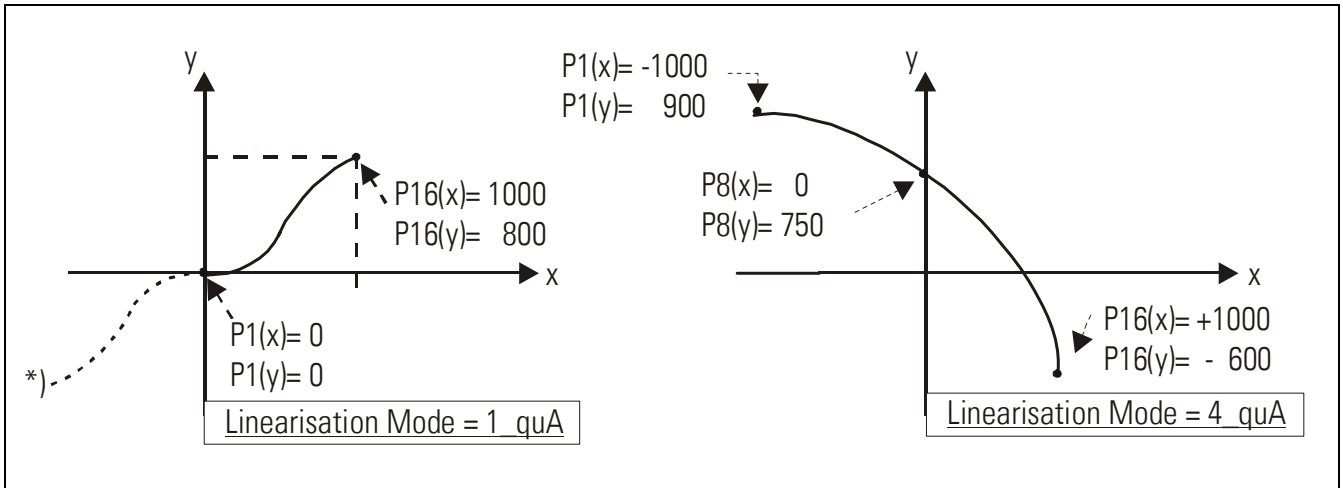 y
P16(x)= 1000
P16(y)= 800
x
P1(x)= 0
P1(y)= 0
*)
Linearisation Mode = 1_quA
P1(x)= -1000
P1(y)= 900
y
P8(x)= 0
P8(y)= 750
x
P16(x)= +1000
P16(y)= - 600
Linearisation Mode = 4_quA